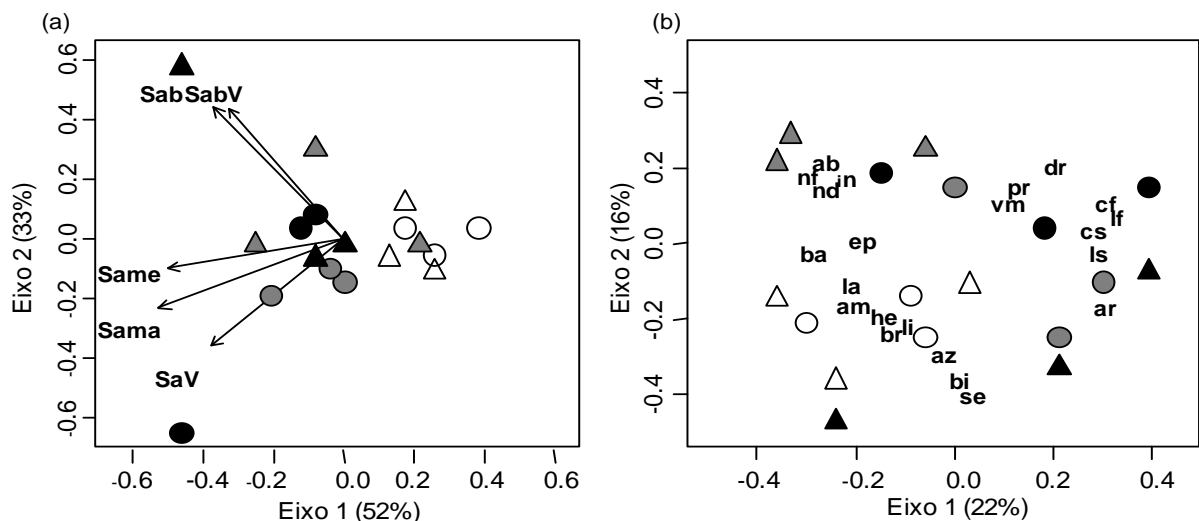 (a)
Eixo 2 (33%)
0.6
0.4
0.2
0.0
-0.2
-0.4
-0.6
SabSabV
Same
Sama
SaV
-0.6 -0.4 -0.2 0.0 0.2 0.4 0.6
Eixo 1 (52%)
(b)
Eixo 2 (16%)
0.4
0.2
0.0
-0.2
-0.4
ab
dr
nf in
nd
pr
vm
cf
lf
cs
ep
ls
ba
la
am
ar
he
br li
az
bi
se
-0.4 -0.2 0.0 0.2 0.4
Eixo 1 (22%)